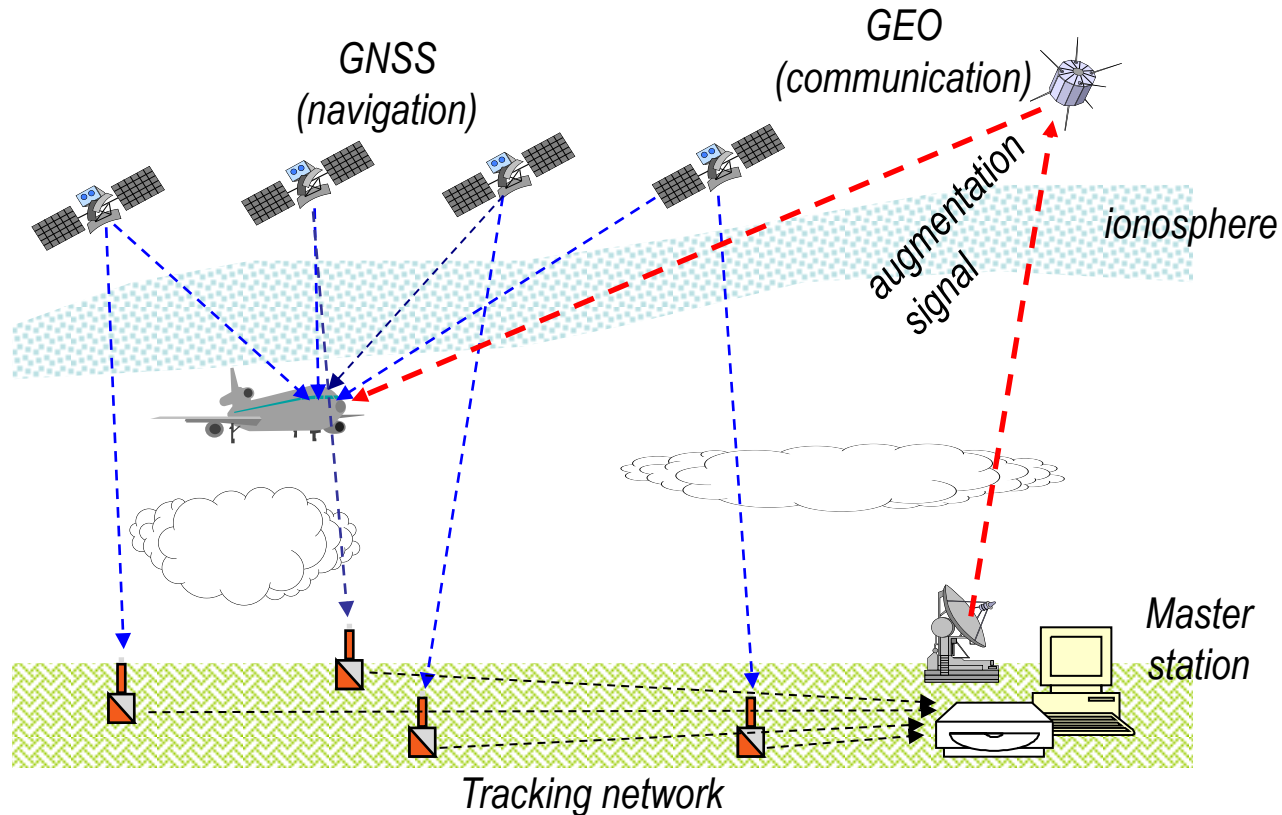 GNSS
(navigation)
GEO
(communication)
augmentation
signal
ionosphere
Master
station
Tracking network